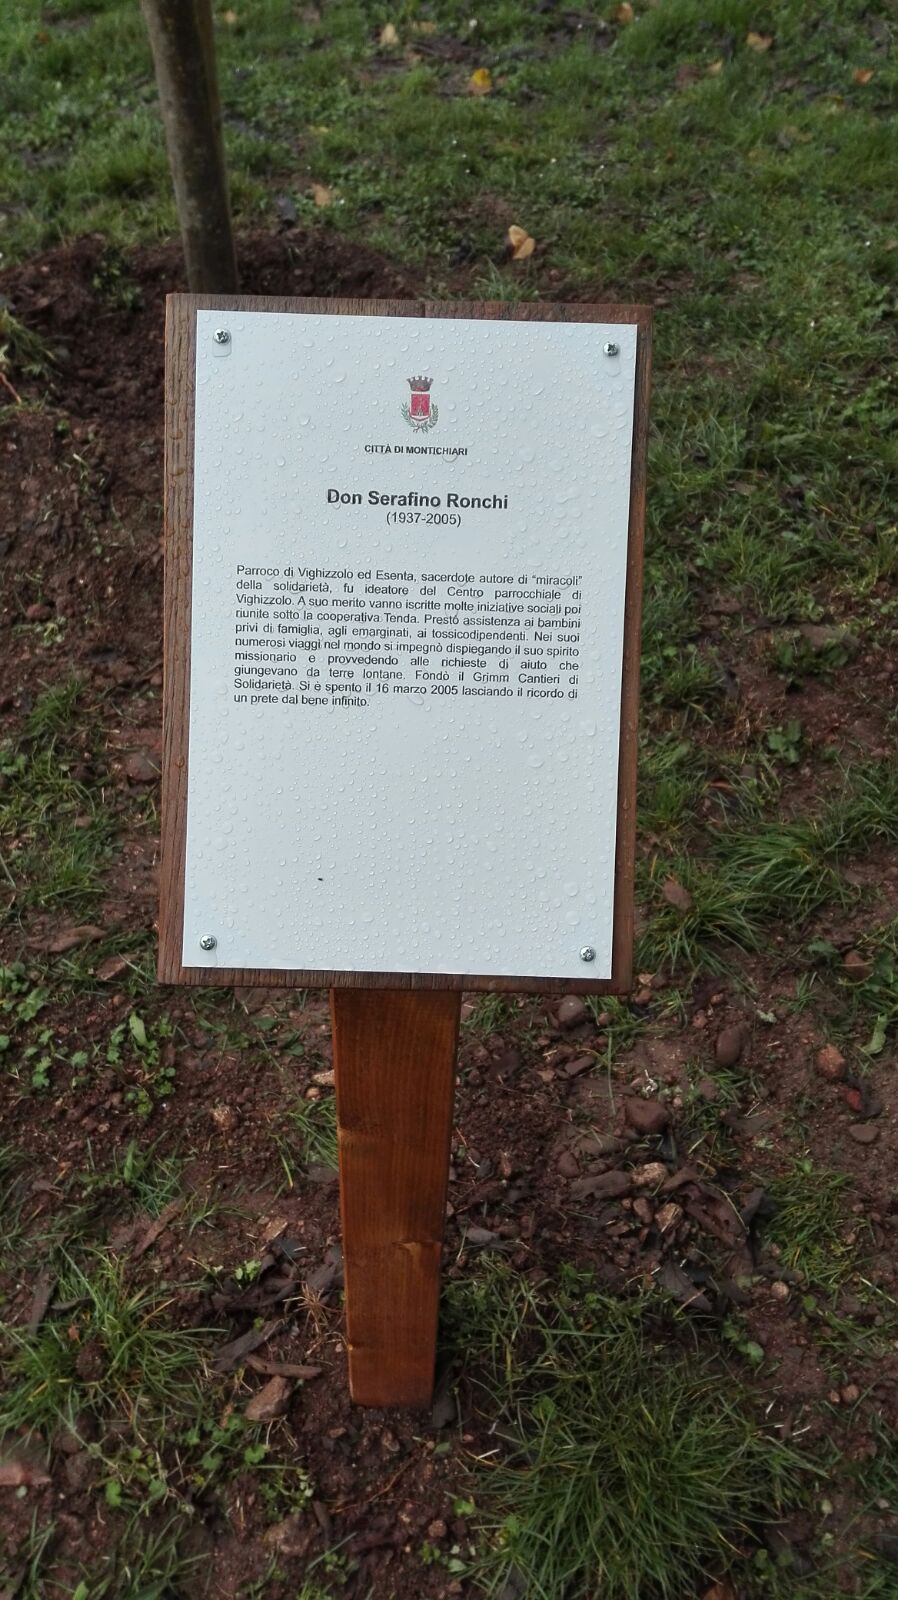 CITTÀ DI MONTICHIARI
Don Serafino Ronchi
(1937-2005)
Parroco di Vighizzolo ed Esenta, sacerdote autore di “miracoli”
della solidarietà, fu ideatore del Centro parrocchiale di
Vighizzolo. A suo merito vanno iscritte molte iniziative sociali poi
riunite sotto la cooperativa Tenda. Prestò assistenza ai bambini
privi di famiglia, agli emarginati, ai tossicodipendenti. Nei suoi
numerosi viaggi nel mondo si impegnò dispiegando il suo spirito
missionario e provvedendo alle richieste di aiuto che
giungevano da terre lontane. Fondò il Grimm Cantieri di
Solidarietà. Si è spento il 16 marzo 2005 lasciando il ricordo di
un prete dal bene infinito.